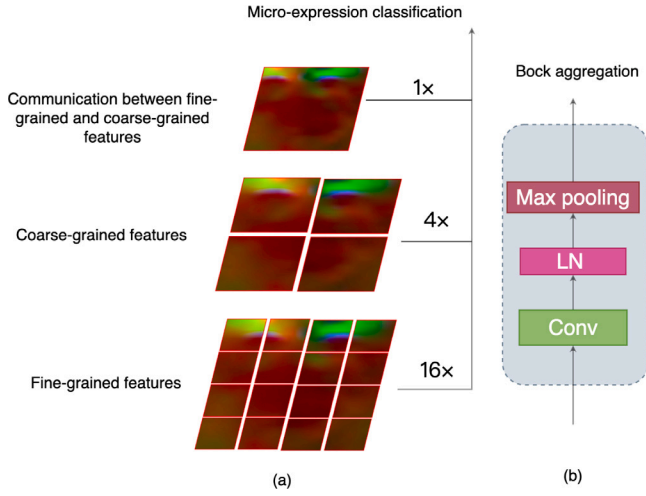 Micro-expression classification
Communication between fine-
grained and coarse-grained
features
1×
Coarse-grained features
4×
Fine-grained features
16×
(a)
Bock aggregation
Max pooling
LN
Conv
(b)